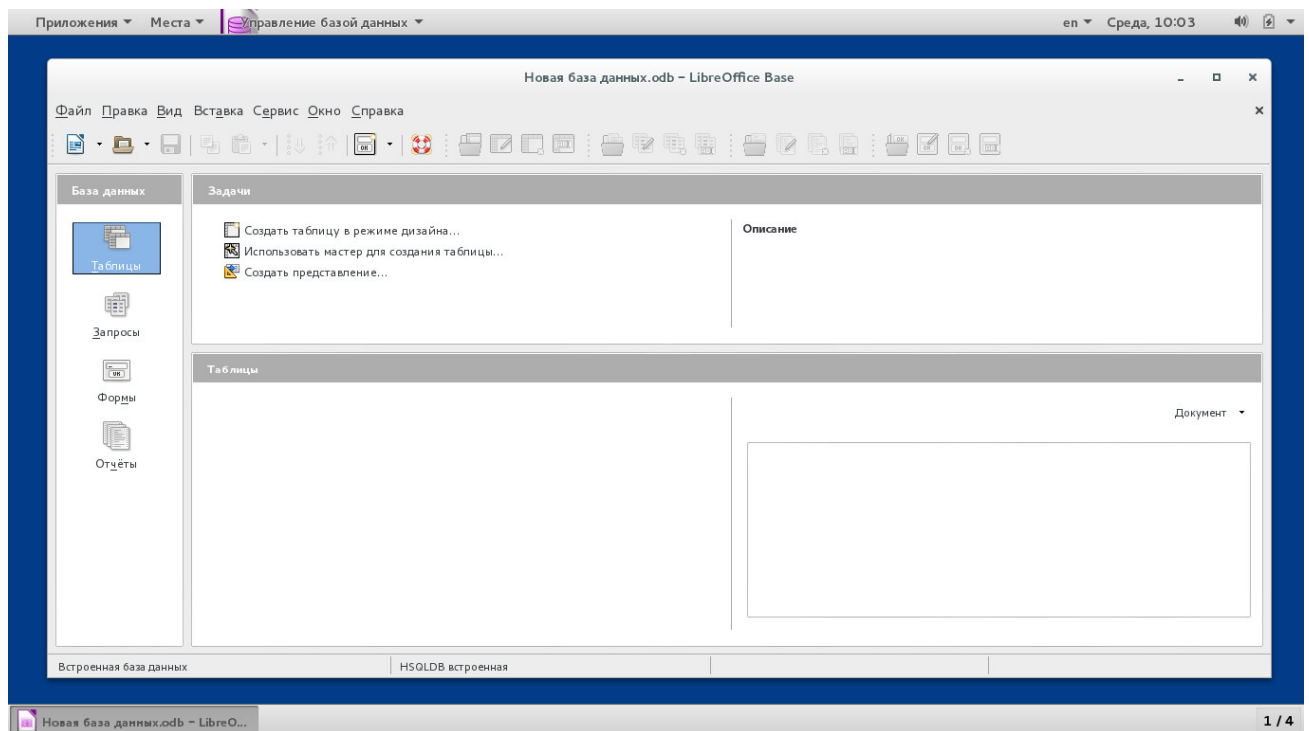 Приложения Места Управление базой данных en Среда, 10:03
Новая база данных.odb – LibreOffice Base
Файл Правка Вид Вставка Сервис Окно Справка
База данных
Задачи
Таблицы
Запросы
Формы
Отчёты
Создать таблицу в режиме дизайна...
Использовать мастер для создания таблицы...
Создать представление...
Описание
Таблицы
Документ
Встроенная база данных HSQLDB встроенная
Новая база данных.odb – LibreO... 1 / 4